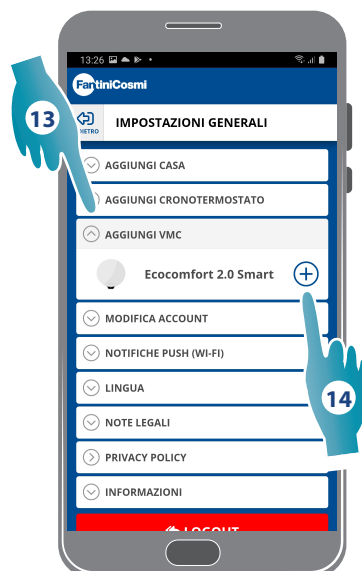 13:26
FantiniCosmi
13
IMPOSTAZIONI GENERALI
AGGIUNGI CASA
AGGIUNGI CRONOTERMOSTATO
AGGIUNGI VMC
Ecocomfort 2.0 Smart
MODIFICA ACCOUNT
NOTIFICHE PUSH (WI-FI)
LINGUA
14
NOTE LEGALI
PRIVACY POLICY
INFORMAZIONI
LOGOUT